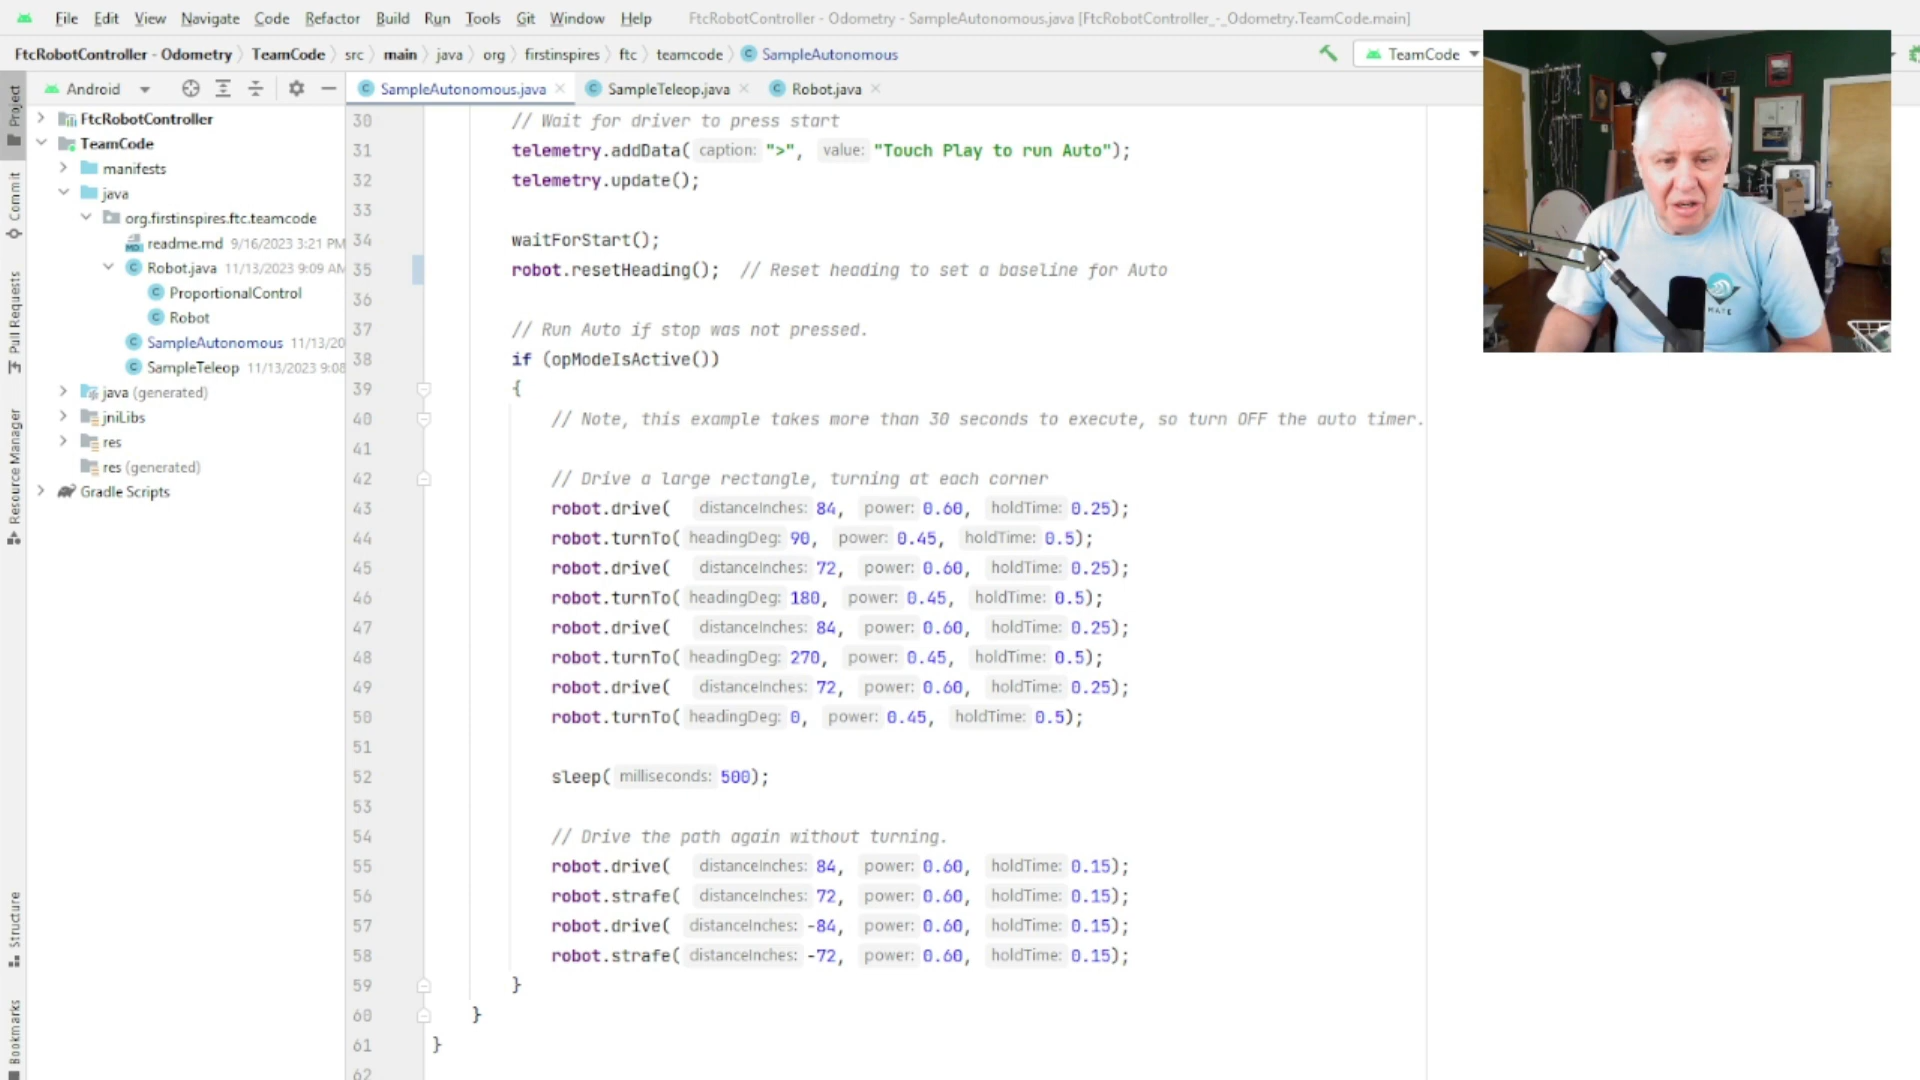 File Edit View Navigate Code Refactor Build Run Tools Git Window Help FtcRobotController - Odometry - SampleAutonomous.java [FtcRobotController_-_Odometry.TeamCode.main]
FtcRobotController - Odometry TeamCode src main java org firstinspires ftc teamcode SampleAutonomous TeamCode
Android SampleAutonomous.java SampleTeleop.java Robot.java
Project
Commit
Pull Requests
Resource Manager
Structure
Bookmarks
FtcRobotController
TeamCode
manifests
java
org.firstinspires.ftc.teamcode
readme.md 9/16/2023 3:21 PM
Robot.java 11/13/2023 9:09 AM
ProportionalControl
Robot
SampleAutonomous 11/13/20
SampleTeleop 11/13/2023 9:08
java (generated)
jniLibs
res
res (generated)
Gradle Scripts
30 // Wait for driver to press start
31 telemetry.addData( caption: ">", value: "Touch Play to run Auto");
32 telemetry.update();
33
34 waitForStart();
35 robot.resetHeading(); // Reset heading to set a baseline for Auto
36
37 // Run Auto if stop was not pressed.
38 if (opModeIsActive())
39 {
40 // Note, this example takes more than 30 seconds to execute, so turn OFF the auto timer.
41
42 // Drive a large rectangle, turning at each corner
43 robot.drive( distanceInches: 84, power: 0.60, holdTime: 0.25);
44 robot.turnTo( headingDeg: 90, power: 0.45, holdTime: 0.5);
45 robot.drive( distanceInches: 72, power: 0.60, holdTime: 0.25);
46 robot.turnTo( headingDeg: 180, power: 0.45, holdTime: 0.5);
47 robot.drive( distanceInches: 84, power: 0.60, holdTime: 0.25);
48 robot.turnTo( headingDeg: 270, power: 0.45, holdTime: 0.5);
49 robot.drive( distanceInches: 72, power: 0.60, holdTime: 0.25);
50 robot.turnTo( headingDeg: 0, power: 0.45, holdTime: 0.5);
51
52 sleep( milliseconds: 500);
53
54 // Drive the path again without turning.
55 robot.drive( distanceInches: 84, power: 0.60, holdTime: 0.15);
56 robot.strafe( distanceInches: 72, power: 0.60, holdTime: 0.15);
57 robot.drive( distanceInches: -84, power: 0.60, holdTime: 0.15);
58 robot.strafe( distanceInches: -72, power: 0.60, holdTime: 0.15);
59 }
60 }
61 }
62
MATE